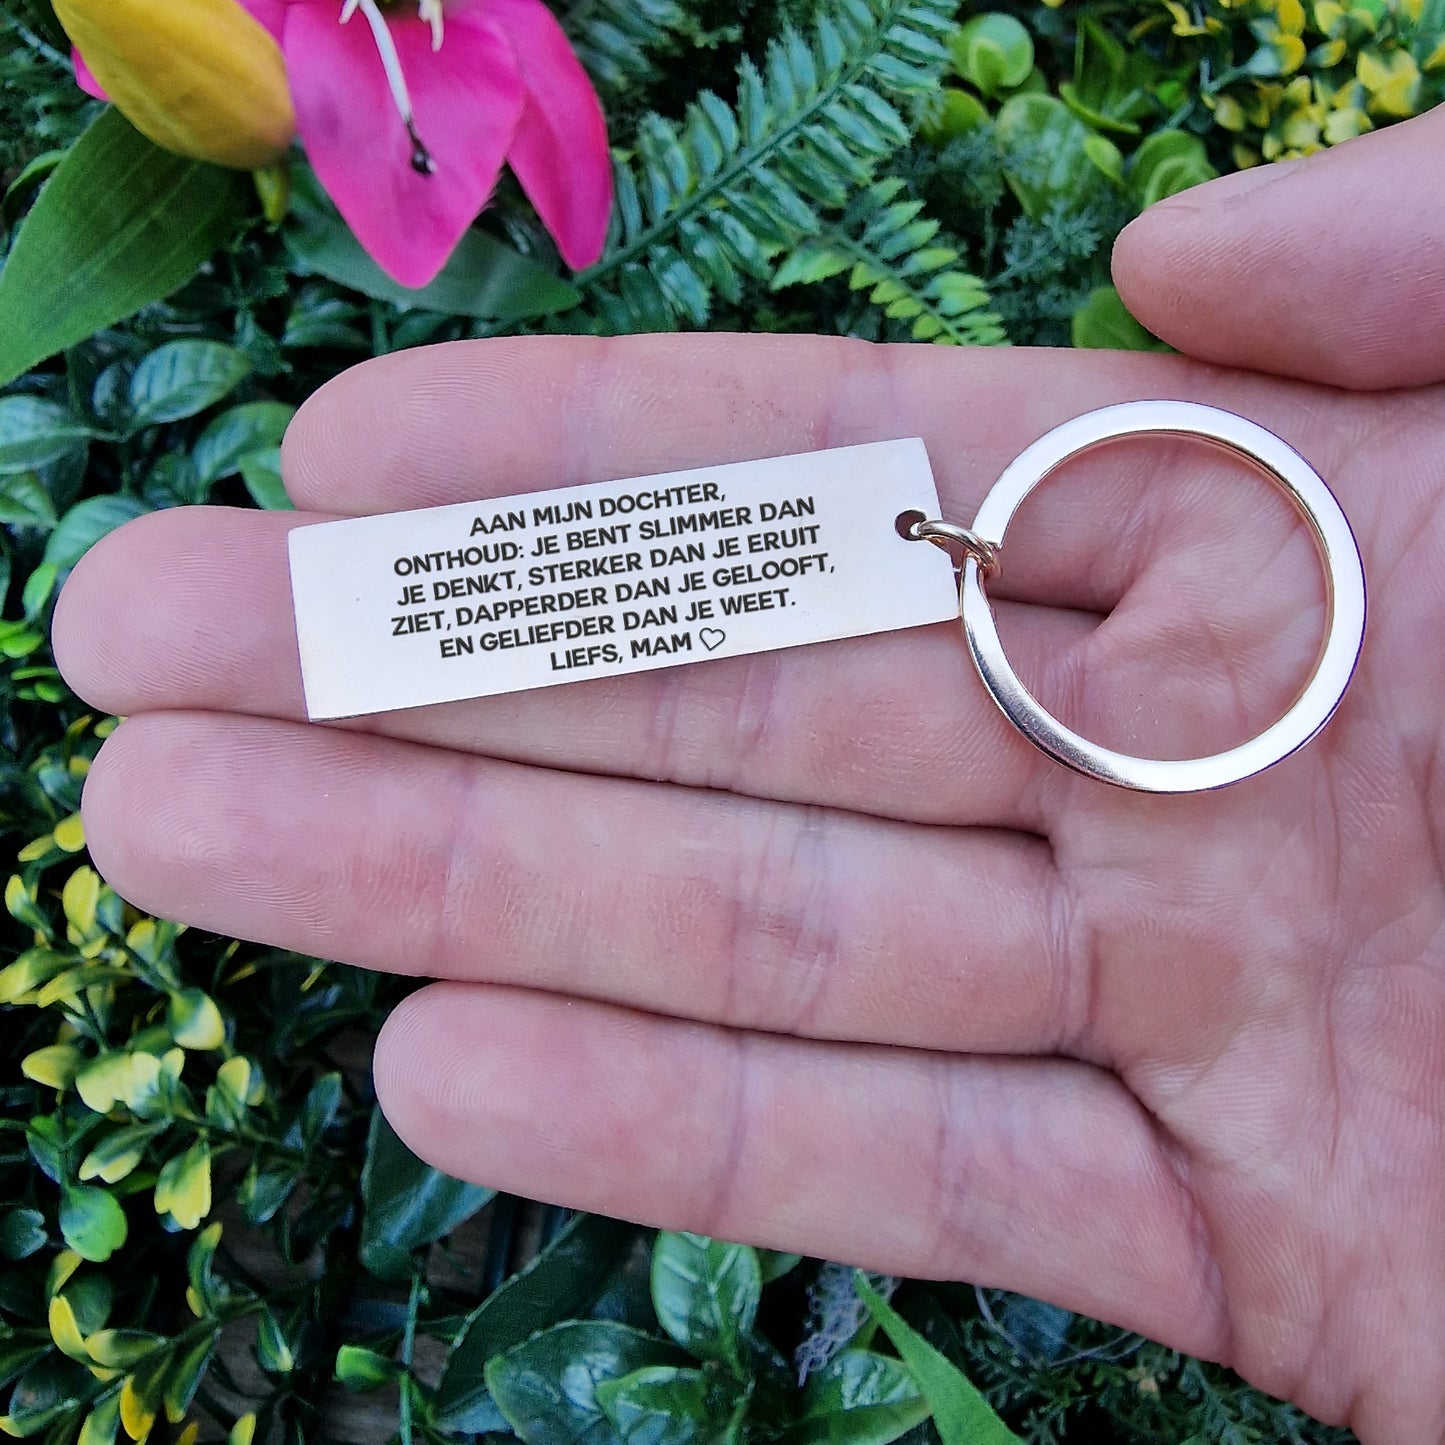 AAN MIJN DOCHTER,
ONTHOUD: JE BENT SLIMMER DAN
JE DENKT, STERKER DAN JE ERUIT
ZIET, DAPPERDER DAN JE GELOOFT,
EN GELIEFDER DAN JE WEET.
LIEFS, MAM ♡